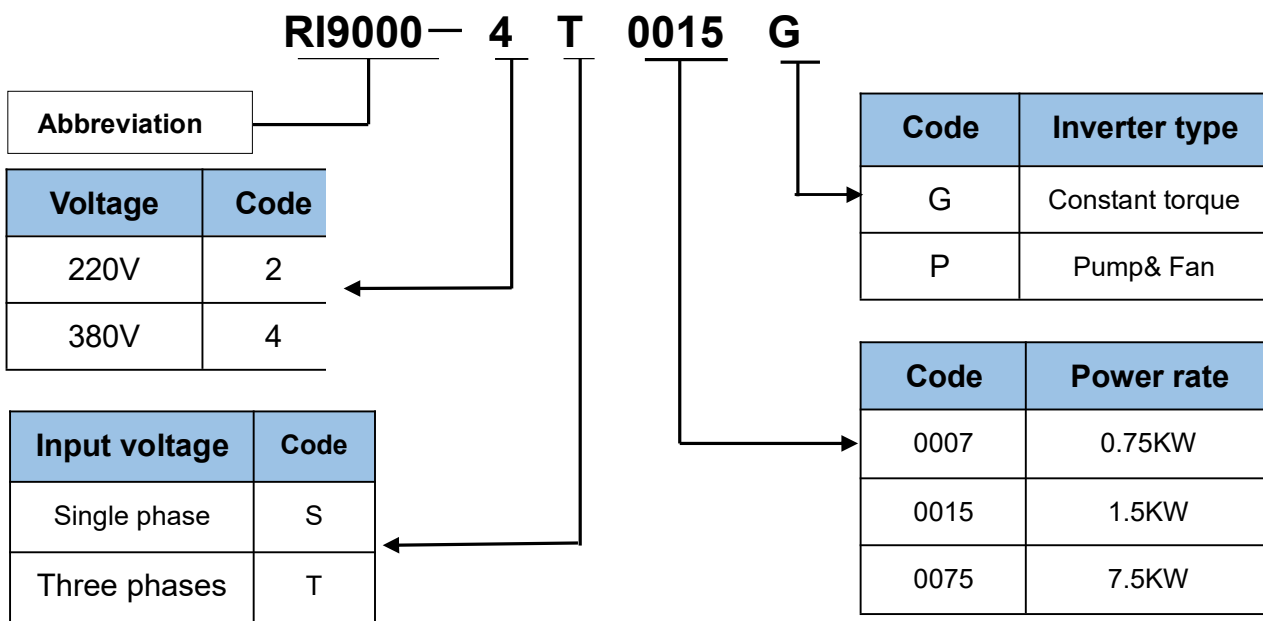 RI9000— 4 T 0015 G
Abbreviation
Voltage Code
220V 2
380V 4
Input voltage Code
Single phase S
Three phases T
Code Inverter type
G Constant torque
P Pump& Fan
Code Power rate
0007 0.75KW
0015 1.5KW
0075 7.5KW